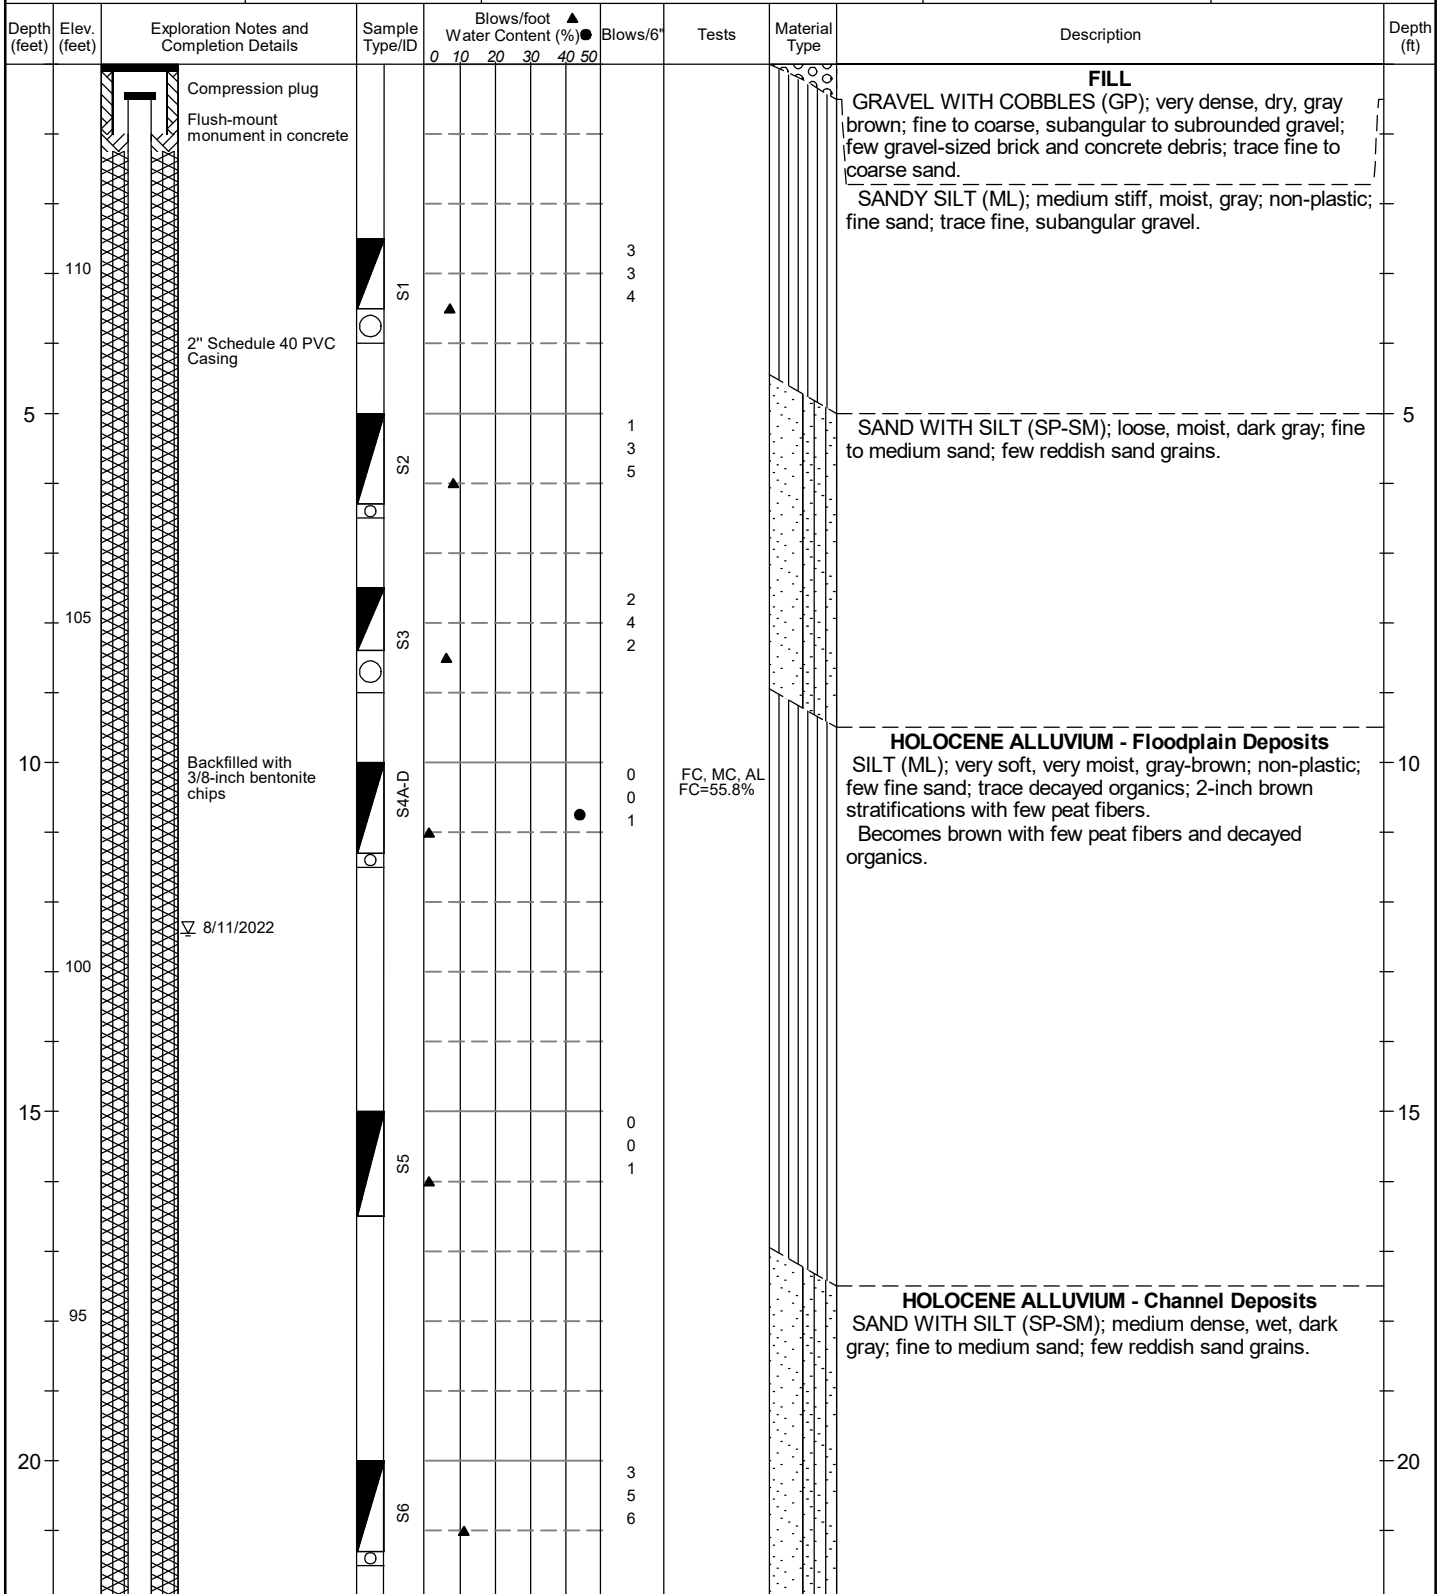 Depth
(feet)
Elev.
(feet)
Exploration Notes and
Completion Details
Sample
Type/ID
Blows/foot ▲
Water Content (%)●
0 10 20 30 40 50
Blows/6"
Tests
Material
Type
Description
Depth
(ft)
Compression plug
Flush-mount
monument in concrete
FILL
GRAVEL WITH COBBLES (GP); very dense, dry, gray
brown; fine to coarse, subangular to subrounded gravel;
few gravel-sized brick and concrete debris; trace fine to
coarse sand.
SANDY SILT (ML); medium stiff, moist, gray; non-plastic;
fine sand; trace fine, subangular gravel.
110
S1
3
3
4
2" Schedule 40 PVC
Casing
5
S2
1
3
5
SAND WITH SILT (SP-SM); loose, moist, dark gray; fine
to medium sand; few reddish sand grains.
5
105
S3
2
4
2
10
Backfilled with
3/8-inch bentonite
chips
S4A-D
0
0
1
FC, MC, AL
FC=55.8%
HOLOCENE ALLUVIUM - Floodplain Deposits
SILT (ML); very soft, very moist, gray-brown; non-plastic;
few fine sand; trace decayed organics; 2-inch brown
stratifications with few peat fibers.
Becomes brown with few peat fibers and decayed
organics.
10
8/11/2022
100
15
S5
0
0
1
15
95
HOLOCENE ALLUVIUM - Channel Deposits
SAND WITH SILT (SP-SM); medium dense, wet, dark
gray; fine to medium sand; few reddish sand grains.
20
S6
3
5
6
20